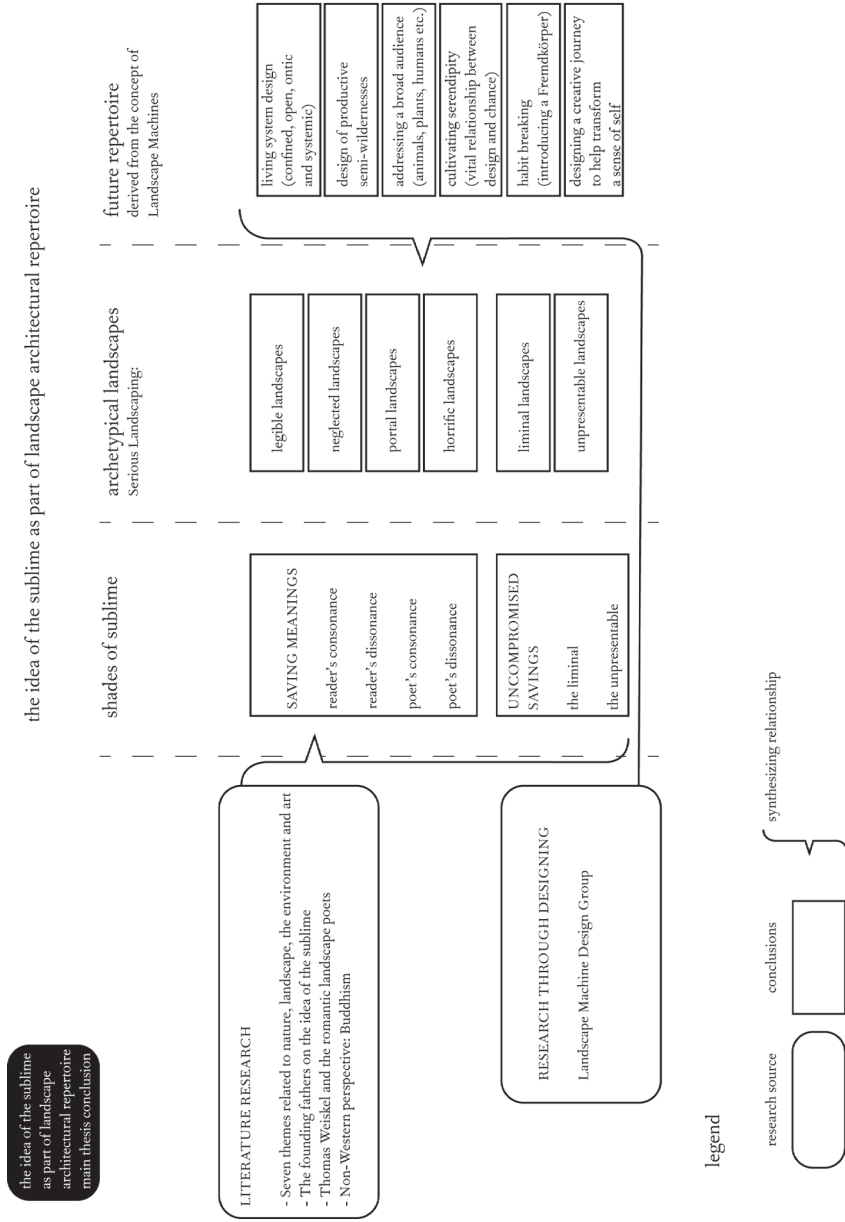 the idea of the sublime
as part of landscape
architectural repertoire
main thesis conclusion
the idea of the sublime as part of landscape architectural repertoire
LITERATURE RESEARCH
- Seven themes related to nature, landscape, the environment and art
- The founding fathers on the idea of the sublime
- Thomas Weiskel and the romantic landscape poets
- Non-Western perspective: Buddhism
RESEARCH THROUGH DESIGNING
Landscape Machine Design Group
shades of sublime
SAVING MEANINGS
reader's consonance
reader's dissonance
poet's consonance
poet's dissonance
UNCOMPROMISED
SAVINGS
the liminal
the unpresentable
archetypical landscapes
Serious Landscaping:
legible landscapes
neglected landscapes
portal landscapes
horrific landscapes
liminal landscapes
unpresentable landscapes
future repertoire
derived from the concept of
Landscape Machines
living system design
(confined, open, ontic
and systemic)
design of productive
semi-wildernesses
addressing a broad audience
(animals, plants, humans etc.)
cultivating serendipity
(vital relationship between
design and chance)
habit breaking
(introducing a Fremdkörper)
designing a creative journey
to help transform
a sense of self
legend
research source
conclusions
synthesizing relationship